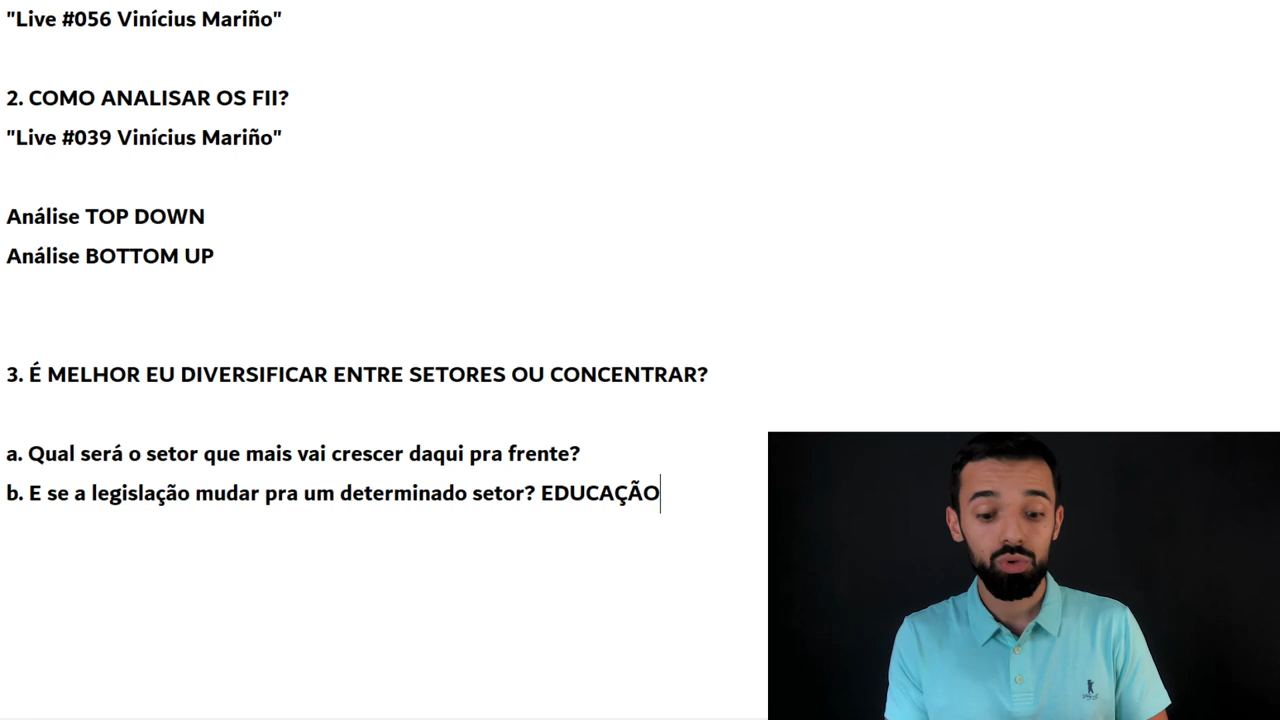 "Live #056 Vinícius Mariño"
2. COMO ANALISAR OS FII?
"Live #039 Vinícius Mariño"
Análise TOP DOWN
Análise BOTTOM UP
3. É MELHOR EU DIVERSIFICAR ENTRE SETORES OU CONCENTRAR?
a. Qual será o setor que mais vai crescer daqui pra frente?
b. E se a legislação mudar pra um determinado setor? EDUCAÇÃO